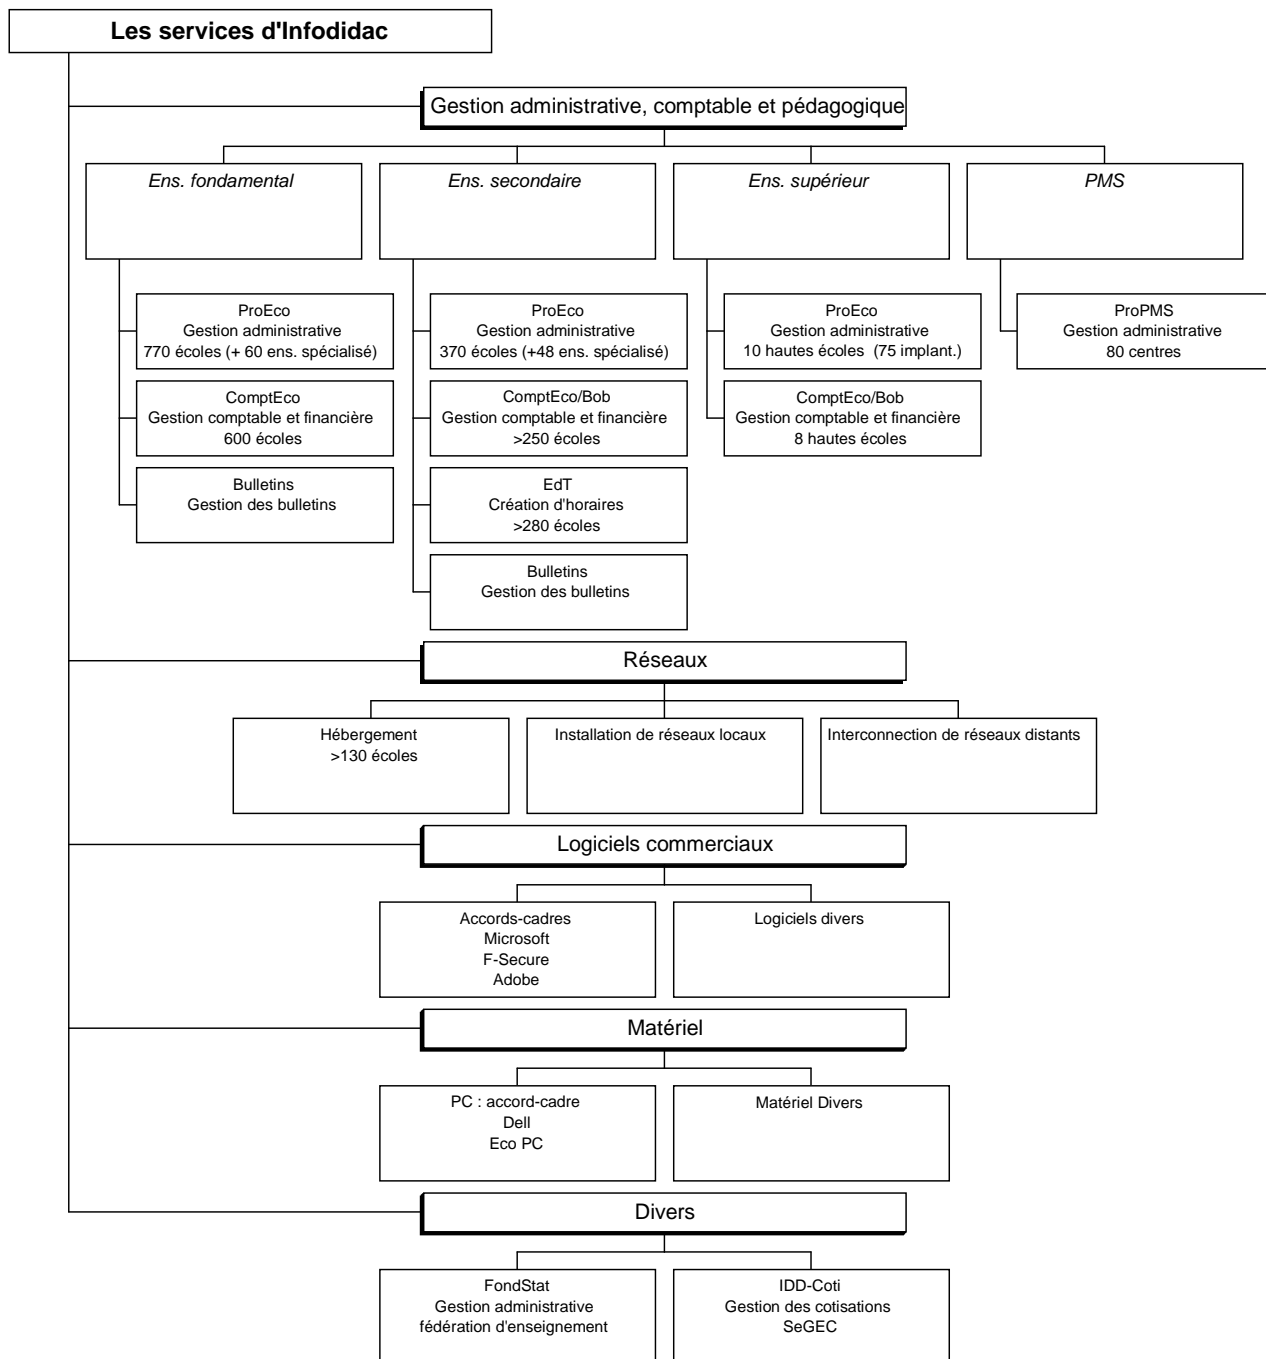 Les services d'Infodidac
Gestion administrative, comptable et pédagogique
Ens. fondamental
Ens. secondaire
Ens. supérieur
PMS
ProEco
Gestion administrative
770 écoles (+ 60 ens. spécialisé)
ProEco
Gestion administrative
370 écoles (+48 ens. spécialisé)
ProEco
Gestion administrative
10 hautes écoles (75 implant.)
ProPMS
Gestion administrative
80 centres
ComptEco
Gestion comptable et financière
600 écoles
ComptEco/Bob
Gestion comptable et financière
>250 écoles
ComptEco/Bob
Gestion comptable et financière
8 hautes écoles
Bulletins
Gestion des bulletins
EdT
Création d'horaires
>280 écoles
Bulletins
Gestion des bulletins
Réseaux
Hébergement
>130 écoles
Installation de réseaux locaux
Interconnection de réseaux distants
Logiciels commerciaux
Accords-cadres
Microsoft
F-Secure
Adobe
Logiciels divers
Matériel
PC : accord-cadre
Dell
Eco PC
Matériel Divers
Divers
FondStat
Gestion administrative
fédération d'enseignement
IDD-Coti
Gestion des cotisations
SeGEC